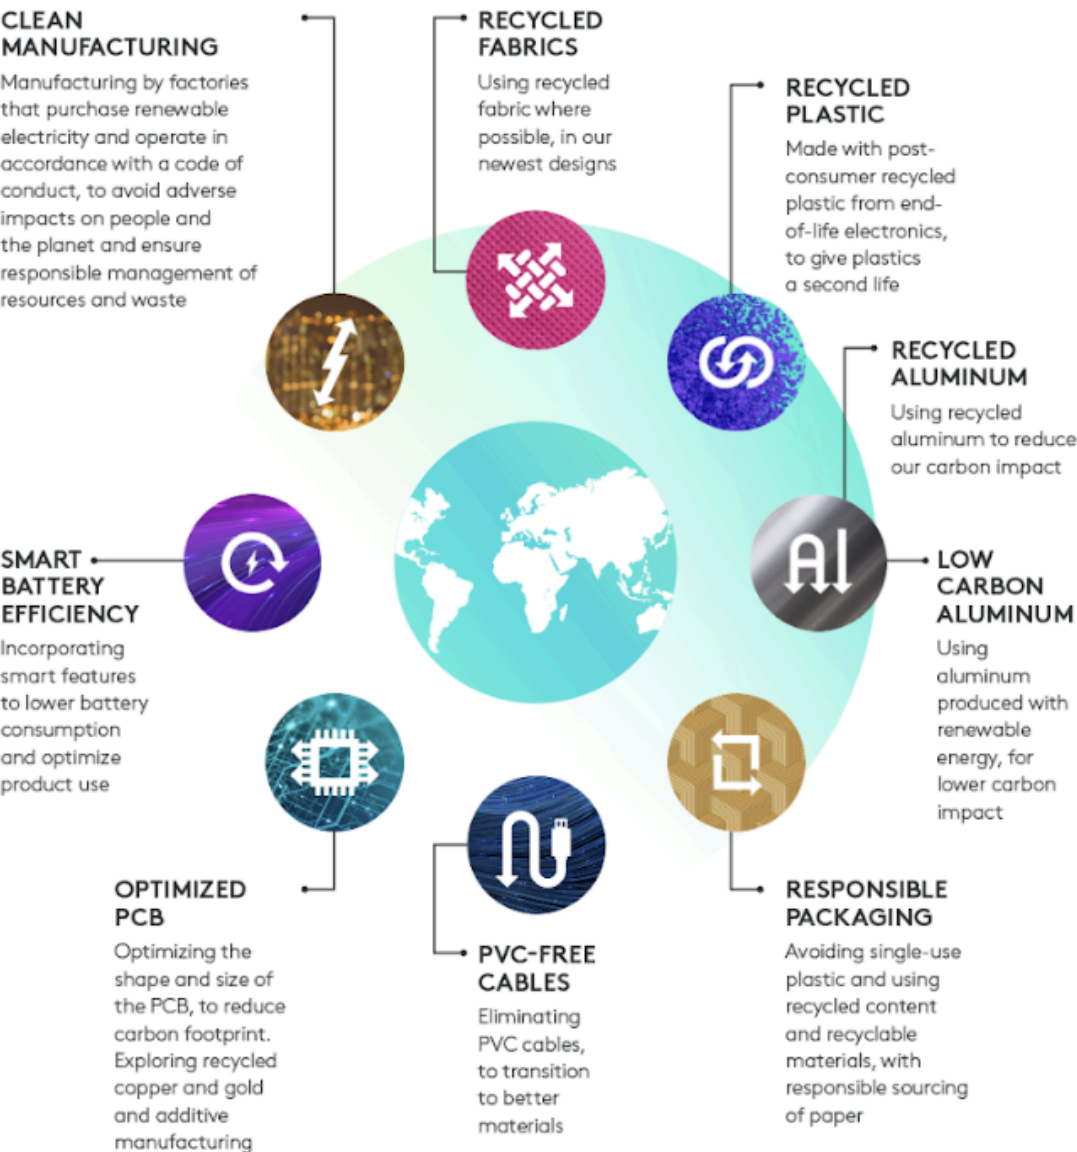 CLEAN
MANUFACTURING
Manufacturing by factories
that purchase renewable
electricity and operate in
accordance with a code of
conduct, to avoid adverse
impacts on people and
the planet and ensure
responsible management of
resources and waste
RECYCLED
FABRICS
Using recycled
fabric where
possible, in our
newest designs
RECYCLED
PLASTIC
Made with post-
consumer recycled
plastic from end-
of-life electronics,
to give plastics
a second life
RECYCLED
ALUMINUM
Using recycled
aluminum to reduce
our carbon impact
Al
LOW
CARBON
ALUMINUM
Using
aluminum
produced with
renewable
energy, for
lower carbon
impact
SMART
BATTERY
EFFICIENCY
Incorporating
smart features
to lower battery
consumption
and optimize
product use
OPTIMIZED
PCB
Optimizing the
shape and size of
the PCB, to reduce
carbon footprint.
Exploring recycled
copper and gold
and additive
manufacturing
PVC-FREE
CABLES
Eliminating
PVC cables,
to transition
to better
materials
RESPONSIBLE
PACKAGING
Avoiding single-use
plastic and using
recycled content
and recyclable
materials, with
responsible sourcing
of paper